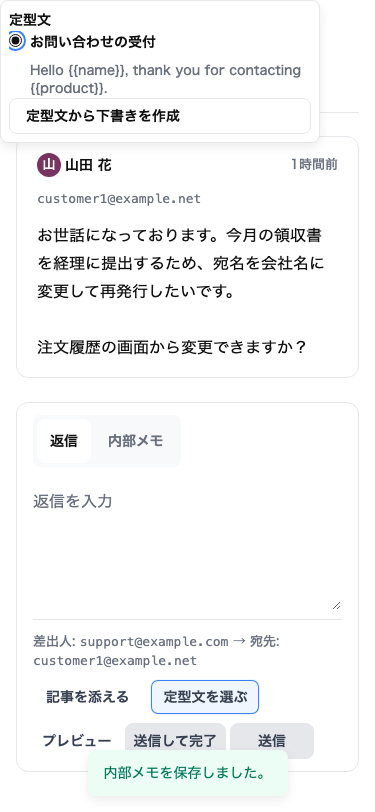 定型文
お問い合わせの受付
Hello {{name}}, thank you for contacting
{{product}}.
定型文から下書きを作成
山 山田 花 1時間前
customer1@example.net
お世話になっております。今月の領収書
を経理に提出するため、宛名を会社名に
変更して再発行したいです。
注文履歴の画面から変更できますか？
返信 内部メモ
返信を入力
差出人: support@example.com → 宛先:
customer1@example.net
記事を添える 定型文を選ぶ
プレビュー 送信して完了 送信
内部メモを保存しました。